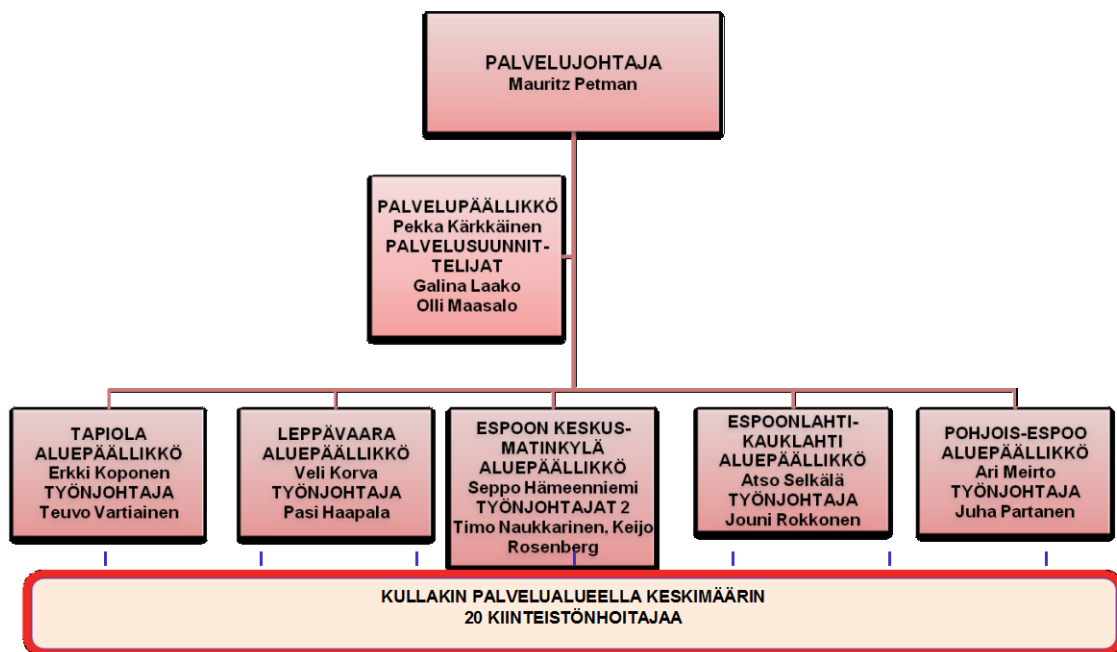 PALVELUJOHTAJA
Mauritz Petman
PALVELUPÄÄLLIKKÖ
Pekka Kärkkäinen
PALVELUSUUNNIT-
TELIJAT
Galina Laako
Olli Maasalo
TAPIOLA
ALUEPÄÄLLIKKÖ
Erkki Koponen
TYÖNJOHTAJA
Teuvo Vartiainen
LEPPÄVAARA
ALUEPÄÄLLIKKÖ
Veli Korva
TYÖNJOHTAJA
Pasi Haapala
ESPOON KESKUS-
MATINKYLÄ
ALUEPÄÄLLIKKÖ
Seppo Hämeenniemi
TYÖNJOHTAJAT 2
Timo Naukkarinen, Keijo
Rosenberg
ESPOONLAHTI-
KAUKLAHTI
ALUEPÄÄLLIKKÖ
Atso Selkälä
TYÖNJOHTAJA
Jouni Rokkonen
POHJOIS-ESPOO
ALUEPÄÄLLIKKÖ
Ari Meirto
TYÖNJOHTAJA
Juha Partanen
KULLAKIN PALVELUALUEELLA KESKIMÄÄRIN
20 KIINTEISTÖNHOITAJAA